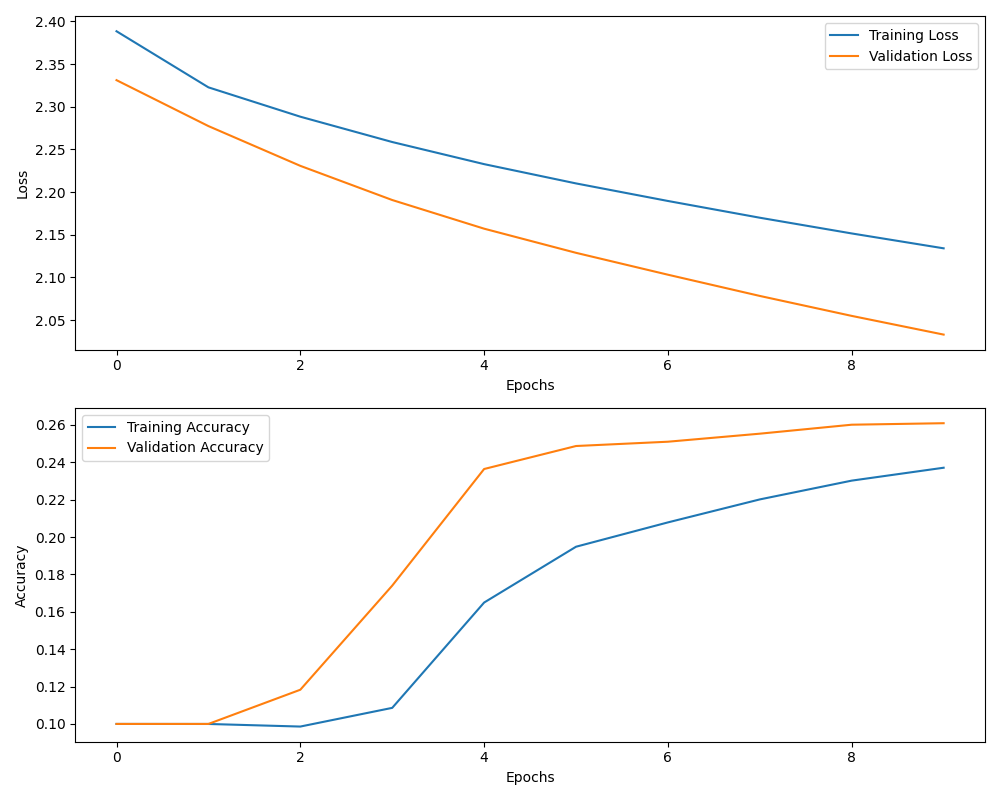 2.40
2.35
2.30
2.25
2.20
2.15
2.10
2.05
Loss
Training Loss
Validation Loss
0 2 4 6 8
Epochs
0.26
0.24
0.22
0.20
0.18
0.16
0.14
0.12
0.10
Accuracy
Training Accuracy
Validation Accuracy
0 2 4 6 8
Epochs